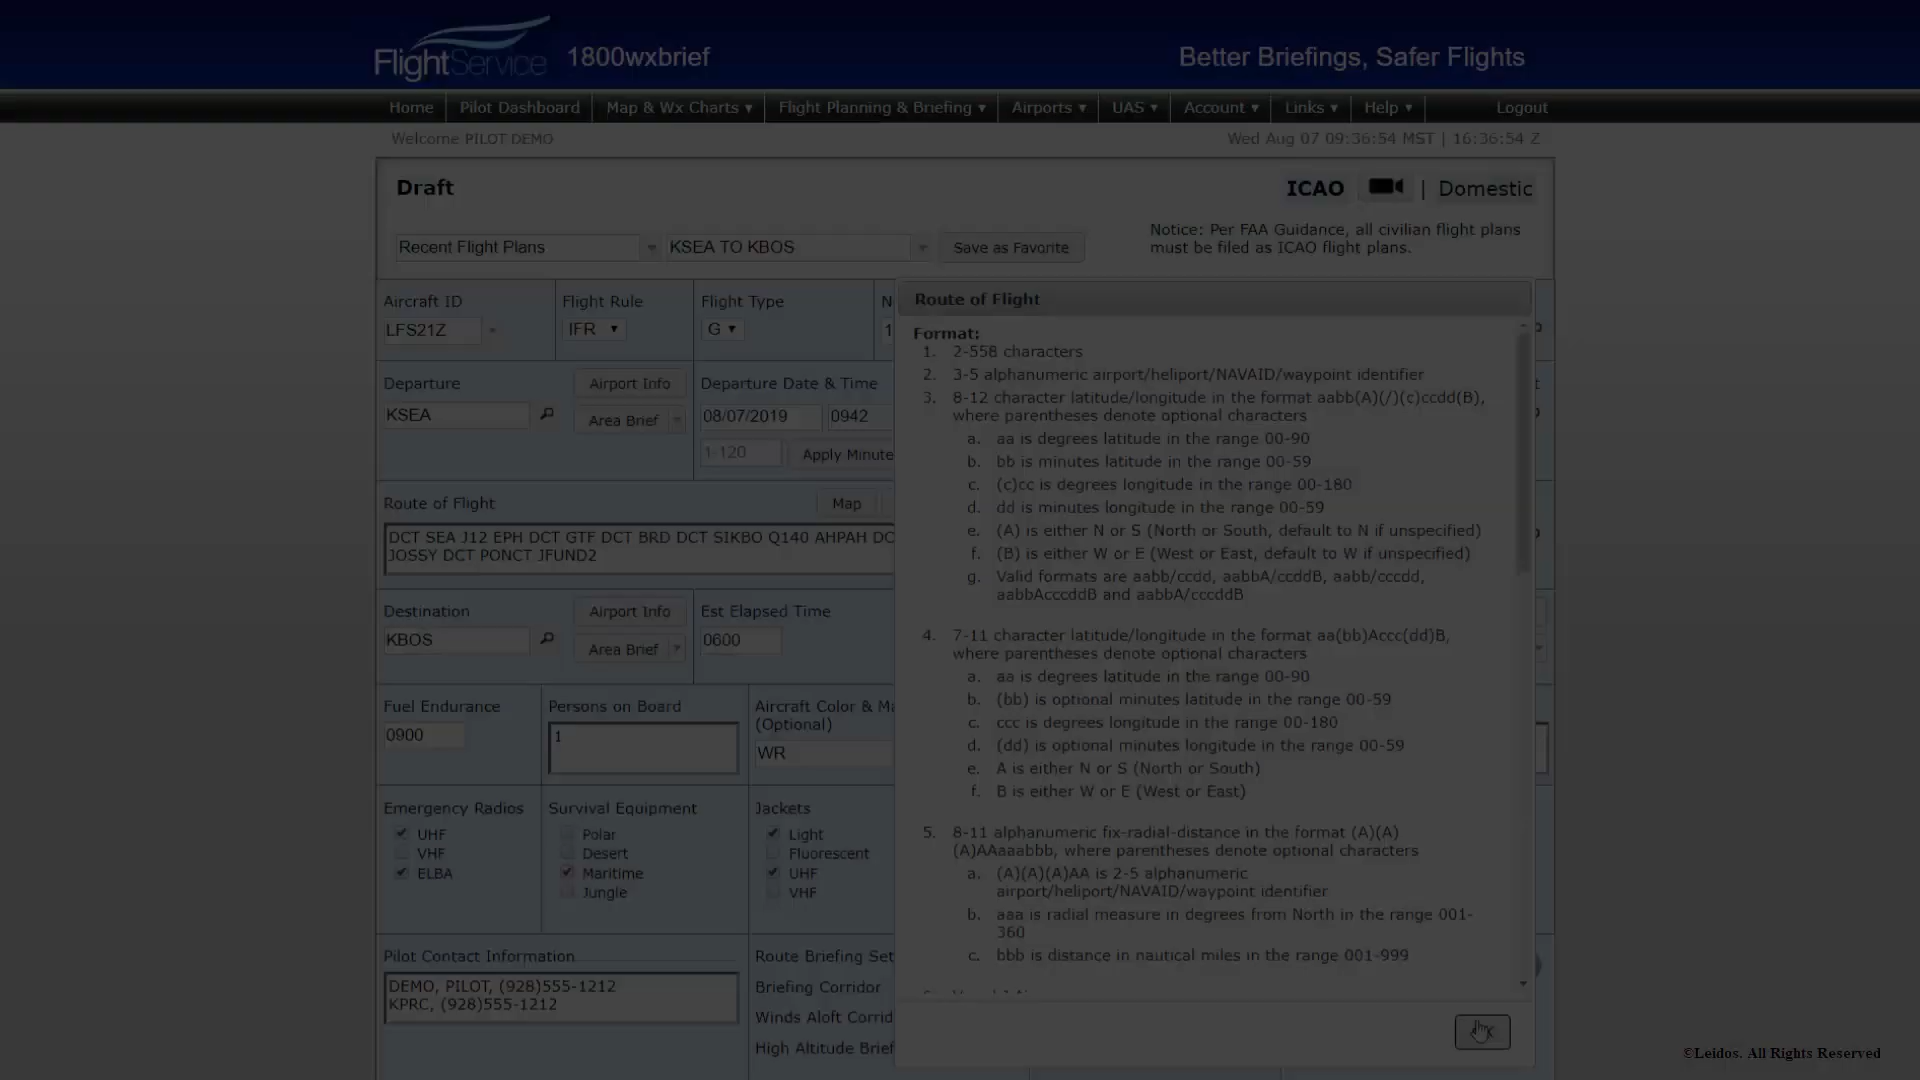 FlightService 1800wxbrief
Better Briefings, Safer Flights
Home Pilot Dashboard Map & Wx Charts ▾ Flight Planning & Briefing ▾ Airports ▾ UAS ▾ Account ▾ Links ▾ Help ▾ Logout
Welcome PILOT DEMO
Wed Aug 07 09:36:54 MST | 16:36:54 Z
Draft
ICAO | Domestic
Recent Flight Plans
KSEA TO KBOS
Save as Favorite
Notice: Per FAA Guidance, all civilian flight plans
must be filed as ICAO flight plans.
Aircraft ID
LFS21Z
Flight Rule
IFR ▾
Flight Type
G ▾
N
1
Departure
KSEA
Airport Info
Area Brief
Departure Date & Time
08/07/2019 0942
1-120 Apply Minute
Route of Flight
Map
DCT SEA J12 EPH DCT GTF DCT BRD DCT SIKBO Q140 AHPAH DC
JOSSY DCT PONCT JFUND2
Destination
KBOS
Airport Info
Area Brief
Est Elapsed Time
0600
Fuel Endurance
0900
Persons on Board
1
Aircraft Color & Ma
(Optional)
WR
Emergency Radios
UHF
VHF
ELBA
Survival Equipment
Polar
Desert
Maritime
Jungle
Jackets
Light
Fluorescent
UHF
VHF
Pilot Contact Information
DEMO, PILOT, (928)555-1212
KPRC, (928)555-1212
Route Briefing Set
Briefing Corridor
Winds Aloft Corrid
High Altitude Brief
Route of Flight
Format:
1. 2-558 characters
2. 3-5 alphanumeric airport/heliport/NAVAID/waypoint identifier
3. 8-12 character latitude/longitude in the format aabb(A)(/)(c)ccdd(B),
where parentheses denote optional characters
a. aa is degrees latitude in the range 00-90
b. bb is minutes latitude in the range 00-59
c. (c)cc is degrees longitude in the range 00-180
d. dd is minutes longitude in the range 00-59
e. (A) is either N or S (North or South, default to N if unspecified)
f. (B) is either W or E (West or East, default to W if unspecified)
g. Valid formats are aabb/ccdd, aabbA/ccddB, aabb/cccdd,
aabbAcccddB and aabbA/cccddB
4. 7-11 character latitude/longitude in the format aa(bb)Accc(dd)B,
where parentheses denote optional characters
a. aa is degrees latitude in the range 00-90
b. (bb) is optional minutes latitude in the range 00-59
c. ccc is degrees longitude in the range 00-180
d. (dd) is optional minutes longitude in the range 00-59
e. A is either N or S (North or South)
f. B is either W or E (West or East)
5. 8-11 alphanumeric fix-radial-distance in the format (A)(A)
(A)AAaaabbb, where parentheses denote optional characters
a. (A)(A)(A)AA is 2-5 alphanumeric
airport/heliport/NAVAID/waypoint identifier
b. aaa is radial measure in degrees from North in the range 001-
360
c. bbb is distance in nautical miles in the range 001-999
©Leidos. All Rights Reserved